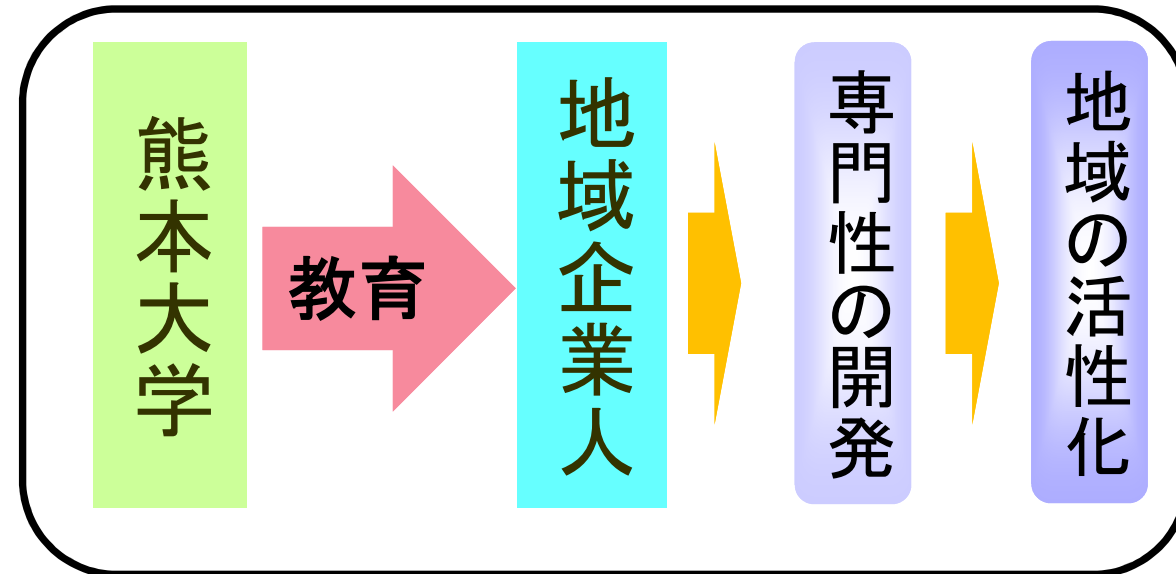 熊本大学
教育
地域企業人
専門性の開発
地域の活性化